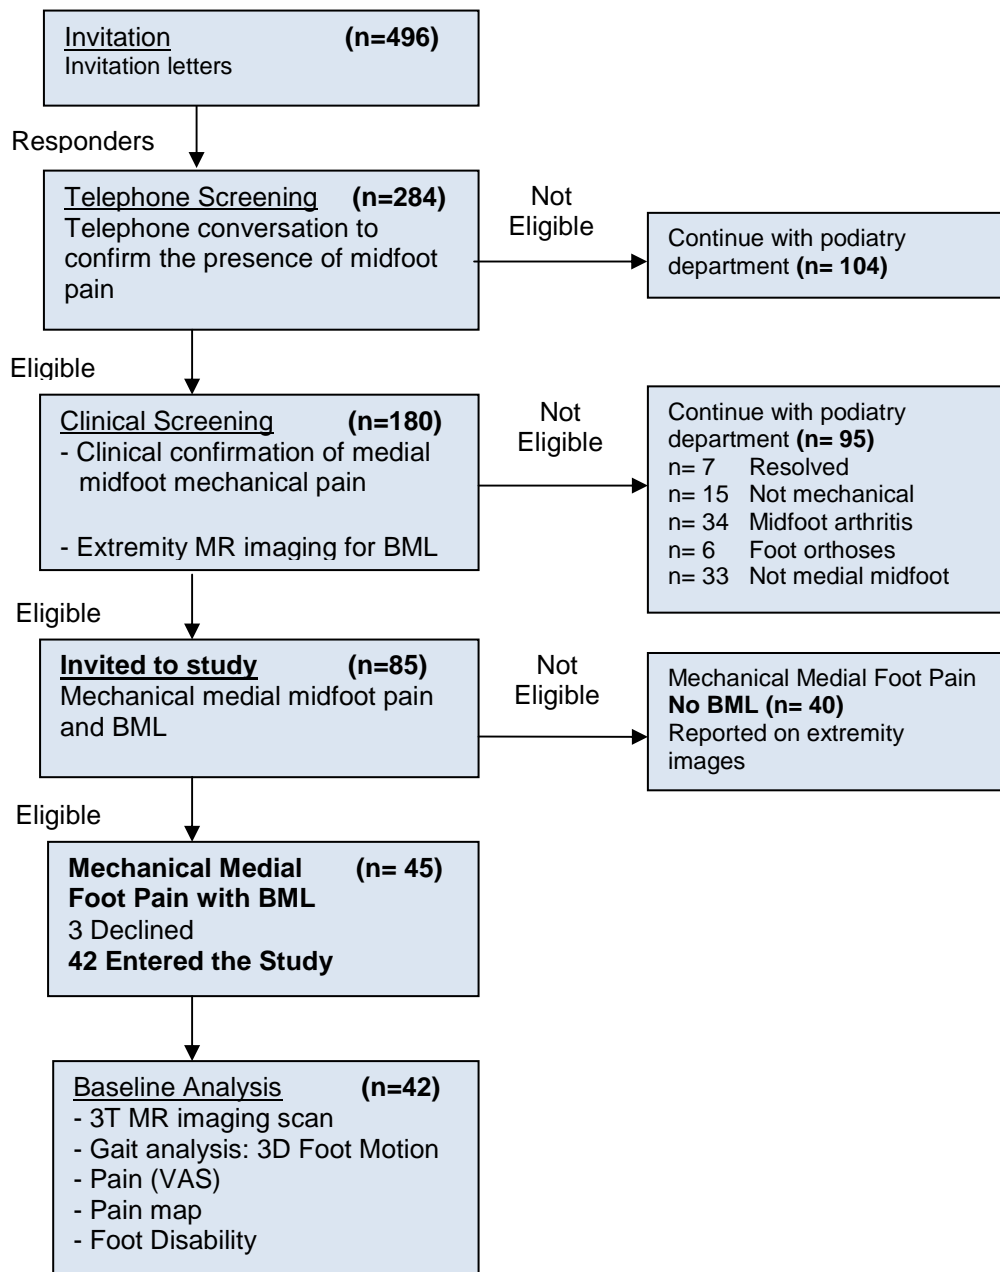 Invitation (n=496)
Invitation letters
Responders
Telephone Screening (n=284)
Telephone conversation to
confirm the presence of midfoot
pain
Not
Eligible
Continue with podiatry
department (n= 104)
Eligible
Clinical Screening (n=180)
- Clinical confirmation of medial
midfoot mechanical pain
- Extremity MR imaging for BML
Not
Eligible
Continue with podiatry
department (n= 95)
n= 7 Resolved
n= 15 Not mechanical
n= 34 Midfoot arthritis
n= 6 Foot orthoses
n= 33 Not medial midfoot
Eligible
Invited to study (n=85)
Mechanical medial midfoot pain
and BML
Not
Eligible
Mechanical Medial Foot Pain
No BML (n= 40)
Reported on extremity
images
Eligible
Mechanical Medial (n= 45)
Foot Pain with BML
3 Declined
42 Entered the Study
Baseline Analysis (n=42)
- 3T MR imaging scan
- Gait analysis: 3D Foot Motion
- Pain (VAS)
- Pain map
- Foot Disability